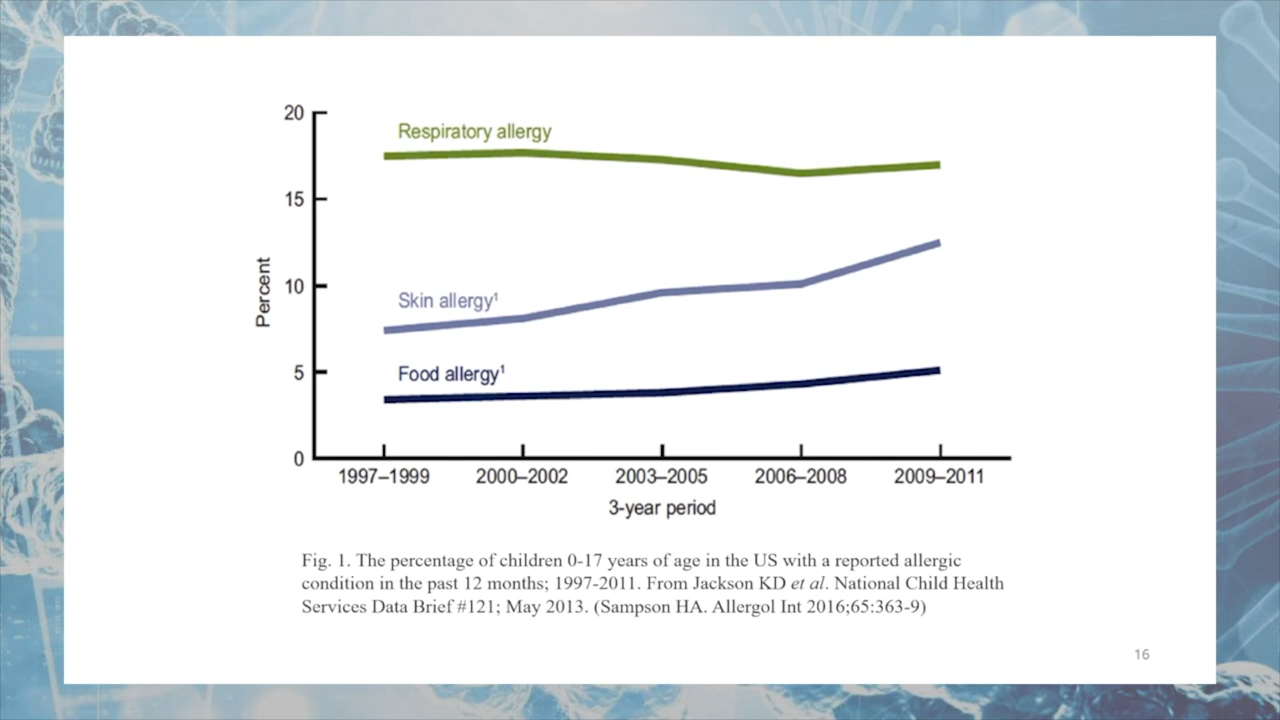 20
Respiratory allergy
15
Percent
10
Skin allergy¹
Food allergy¹
5
0
1997–1999 2000–2002 2003–2005 2006–2008 2009–2011
3-year period
Fig. 1. The percentage of children 0-17 years of age in the US with a reported allergic
condition in the past 12 months; 1997-2011. From Jackson KD et al. National Child Health
Services Data Brief #121; May 2013. (Sampson HA. Allergol Int 2016;65:363-9)
16